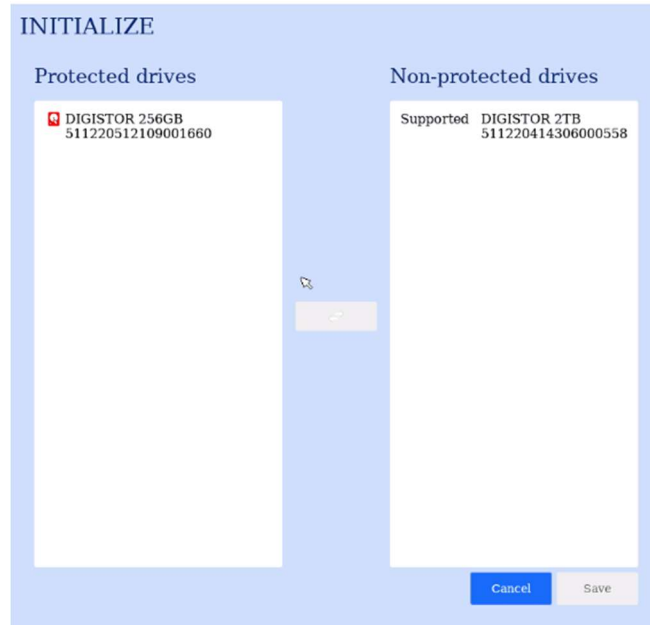 INITIALIZE
Protected drives
DIGISTOR 256GB
511220512109001660
Non-protected drives
Supported DIGISTOR 2TB
511220414306000558
Cancel Save